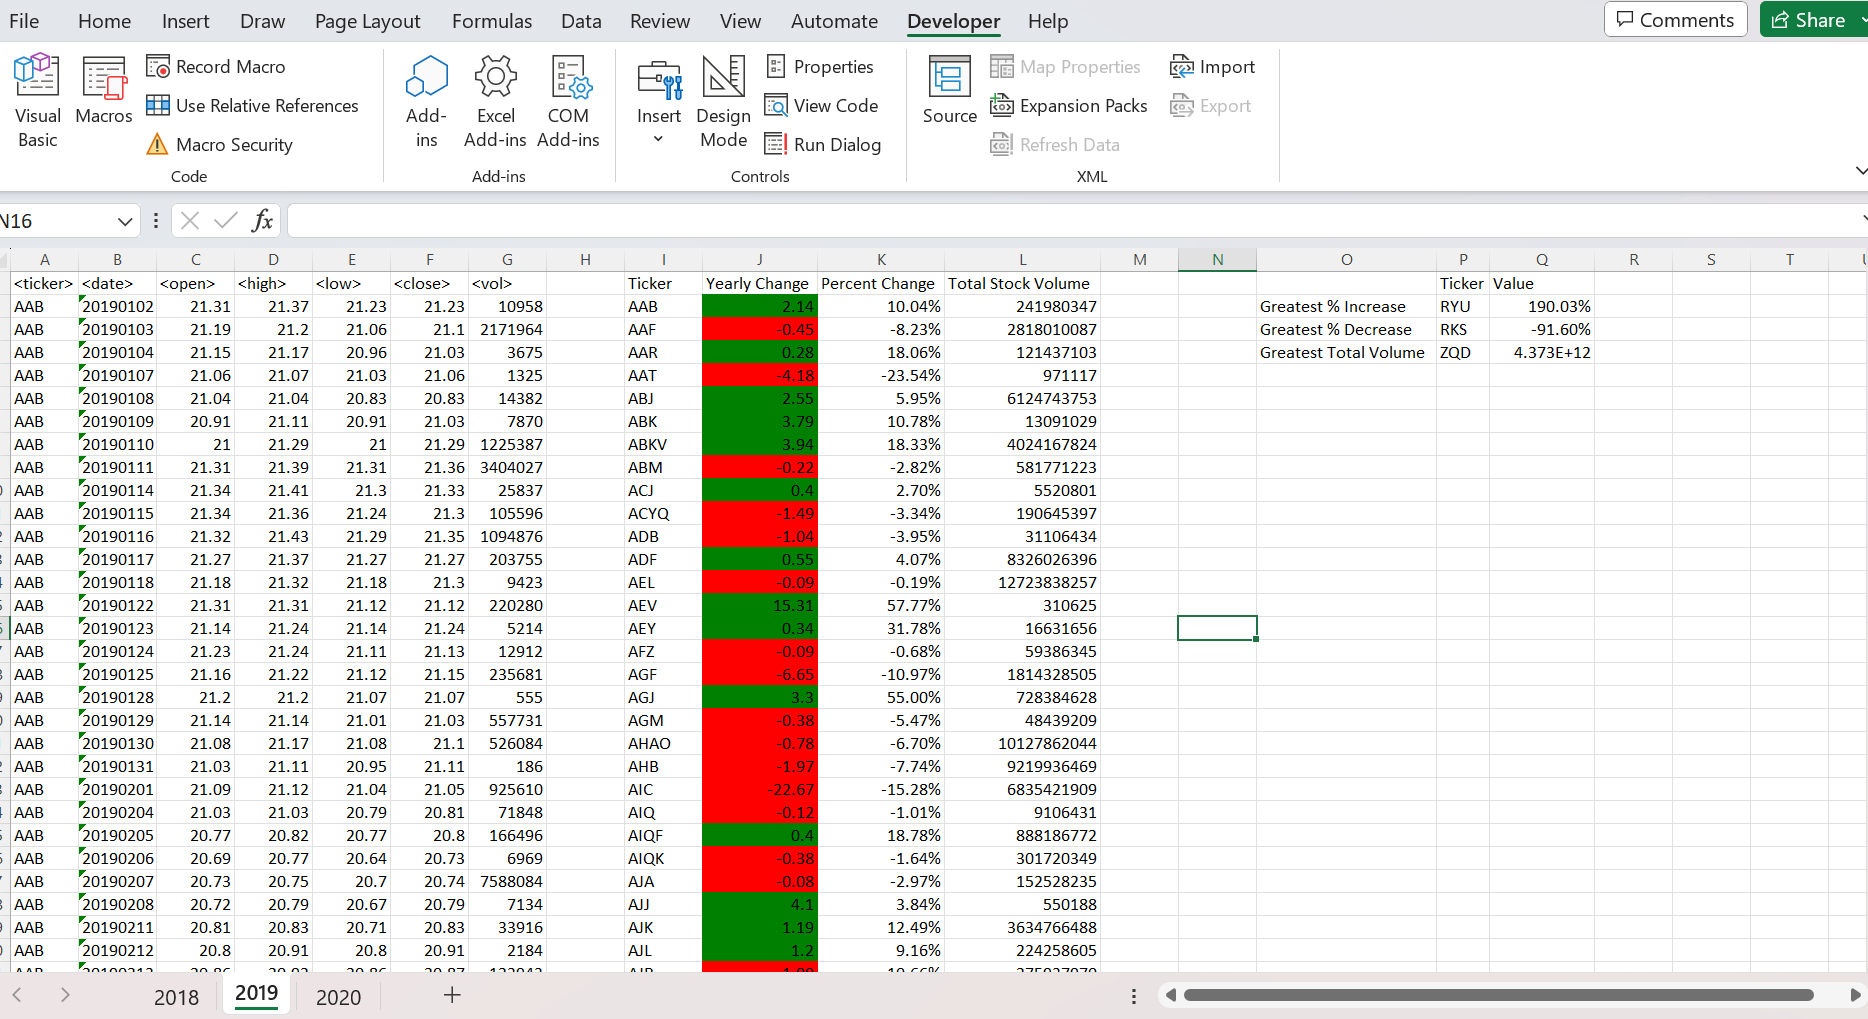 File Home Insert Draw Page Layout Formulas Data Review View Automate Developer Help Comments Share
Visual Basic Macros Record Macro Use Relative References Macro Security Code
Add-ins Excel Add-ins COM Add-ins Add-ins
Insert Design Mode Properties View Code Run Dialog Controls
Source Map Properties Expansion Packs Refresh Data Import Export XML
N16 fx
A B C D E F G H I J K L M N O P Q R S T
<ticker> <date> <open> <high> <low> <close> <vol> Ticker Yearly Change Percent Change Total Stock Volume Ticker Value
AAB 20190102 21.31 21.37 21.23 21.23 10958 AAB 2.14 10.04% 241980347 Greatest % Increase RYU 190.03%
AAB 20190103 21.19 21.2 21.06 21.1 2171964 AAF -0.45 -8.23% 2818010087 Greatest % Decrease RKS -91.60%
AAB 20190104 21.15 21.17 20.96 21.03 3675 AAR 0.28 18.06% 121437103 Greatest Total Volume ZQD 4.373E+12
AAB 20190107 21.06 21.07 21.03 21.06 1325 AAT -4.18 -23.54% 971117
AAB 20190108 21.04 21.04 20.83 20.83 14382 ABJ 2.55 5.95% 6124743753
AAB 20190109 20.91 21.11 20.91 21.03 7870 ABK 3.79 10.78% 13091029
AAB 20190110 21 21.29 21 21.29 1225387 ABKV 3.94 18.33% 4024167824
AAB 20190111 21.31 21.39 21.31 21.36 3404027 ABM -0.22 -2.82% 581771223
AAB 20190114 21.34 21.41 21.3 21.33 25837 ACJ 0.4 2.70% 5520801
AAB 20190115 21.34 21.36 21.24 21.3 105596 ACYQ -1.49 -3.34% 190645397
AAB 20190116 21.32 21.43 21.29 21.35 1094876 ADB -1.04 -3.95% 31106434
AAB 20190117 21.27 21.37 21.27 21.27 203755 ADF 0.55 4.07% 8326026396
AAB 20190118 21.18 21.32 21.18 21.3 9423 AEL -0.09 -0.19% 12723838257
AAB 20190122 21.31 21.31 21.12 21.12 220280 AEV 15.31 57.77% 310625
AAB 20190123 21.14 21.24 21.14 21.24 5214 AEY 0.34 31.78% 16631656
AAB 20190124 21.23 21.24 21.11 21.13 12912 AFZ -0.09 -0.68% 59386345
AAB 20190125 21.16 21.22 21.12 21.15 235681 AGF -6.65 -10.97% 1814328505
AAB 20190128 21.2 21.2 21.07 21.07 555 AGJ 3.3 55.00% 728384628
AAB 20190129 21.14 21.14 21.01 21.03 557731 AGM -0.38 -5.47% 48439209
AAB 20190130 21.08 21.17 21.08 21.1 526084 AHAO -0.78 -6.70% 10127862044
AAB 20190131 21.03 21.11 20.95 21.11 186 AHB -1.97 -7.74% 9219936469
AAB 20190201 21.09 21.12 21.04 21.05 925610 AIC -22.67 -15.28% 6835421909
AAB 20190204 21.03 21.03 20.79 20.81 71848 AIQ -0.12 -1.01% 9106431
AAB 20190205 20.77 20.82 20.77 20.8 166496 AIQF 0.4 18.78% 888186772
AAB 20190206 20.69 20.77 20.64 20.73 6969 AIQK -0.38 -1.64% 301720349
AAB 20190207 20.73 20.75 20.7 20.74 7588084 AJA -0.08 -2.97% 152528235
AAB 20190208 20.72 20.79 20.67 20.79 7134 AJJ 4.1 3.84% 550188
AAB 20190211 20.81 20.83 20.71 20.83 33916 AJK 1.19 12.49% 3634766488
AAB 20190212 20.8 20.91 20.8 20.91 2184 AJL 1.2 9.16% 224258605
2018 2019 2020 +